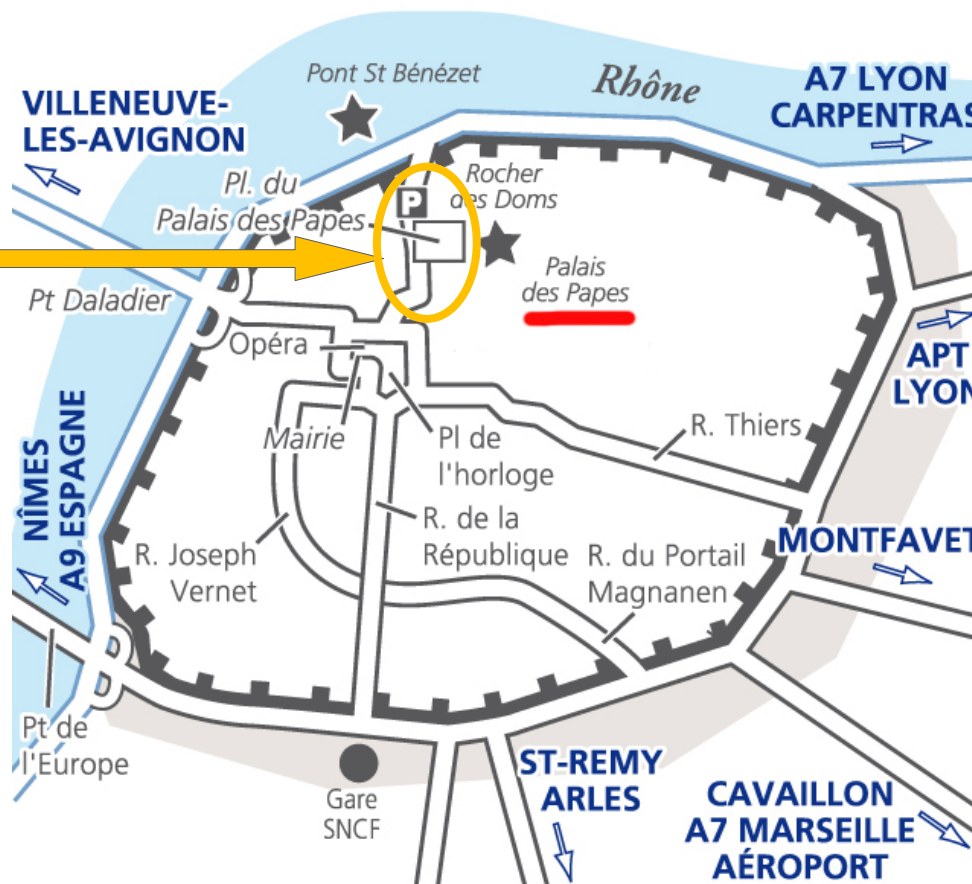 Pont St Bénézet
Rhône
A7 LYON
CARPENTRAS
VILLENEUVE-
LES-AVIGNON
Pl. du
Palais des Papes
P
Rocher
des Doms
Palais
des Papes
Pt Daladier
Opéra
APT
LYON
Mairie
Pl de
l'horloge
R. Thiers
NÎMES
A9 ESPAGNE
R. de la
République
R. Joseph
Vernet
R. du Portail
Magnanen
MONTFAVET
Pt de
l'Europe
Gare
SNCF
ST-REMY
ARLES
CAVAILLON
A7 MARSEILLE
AÉROPORT